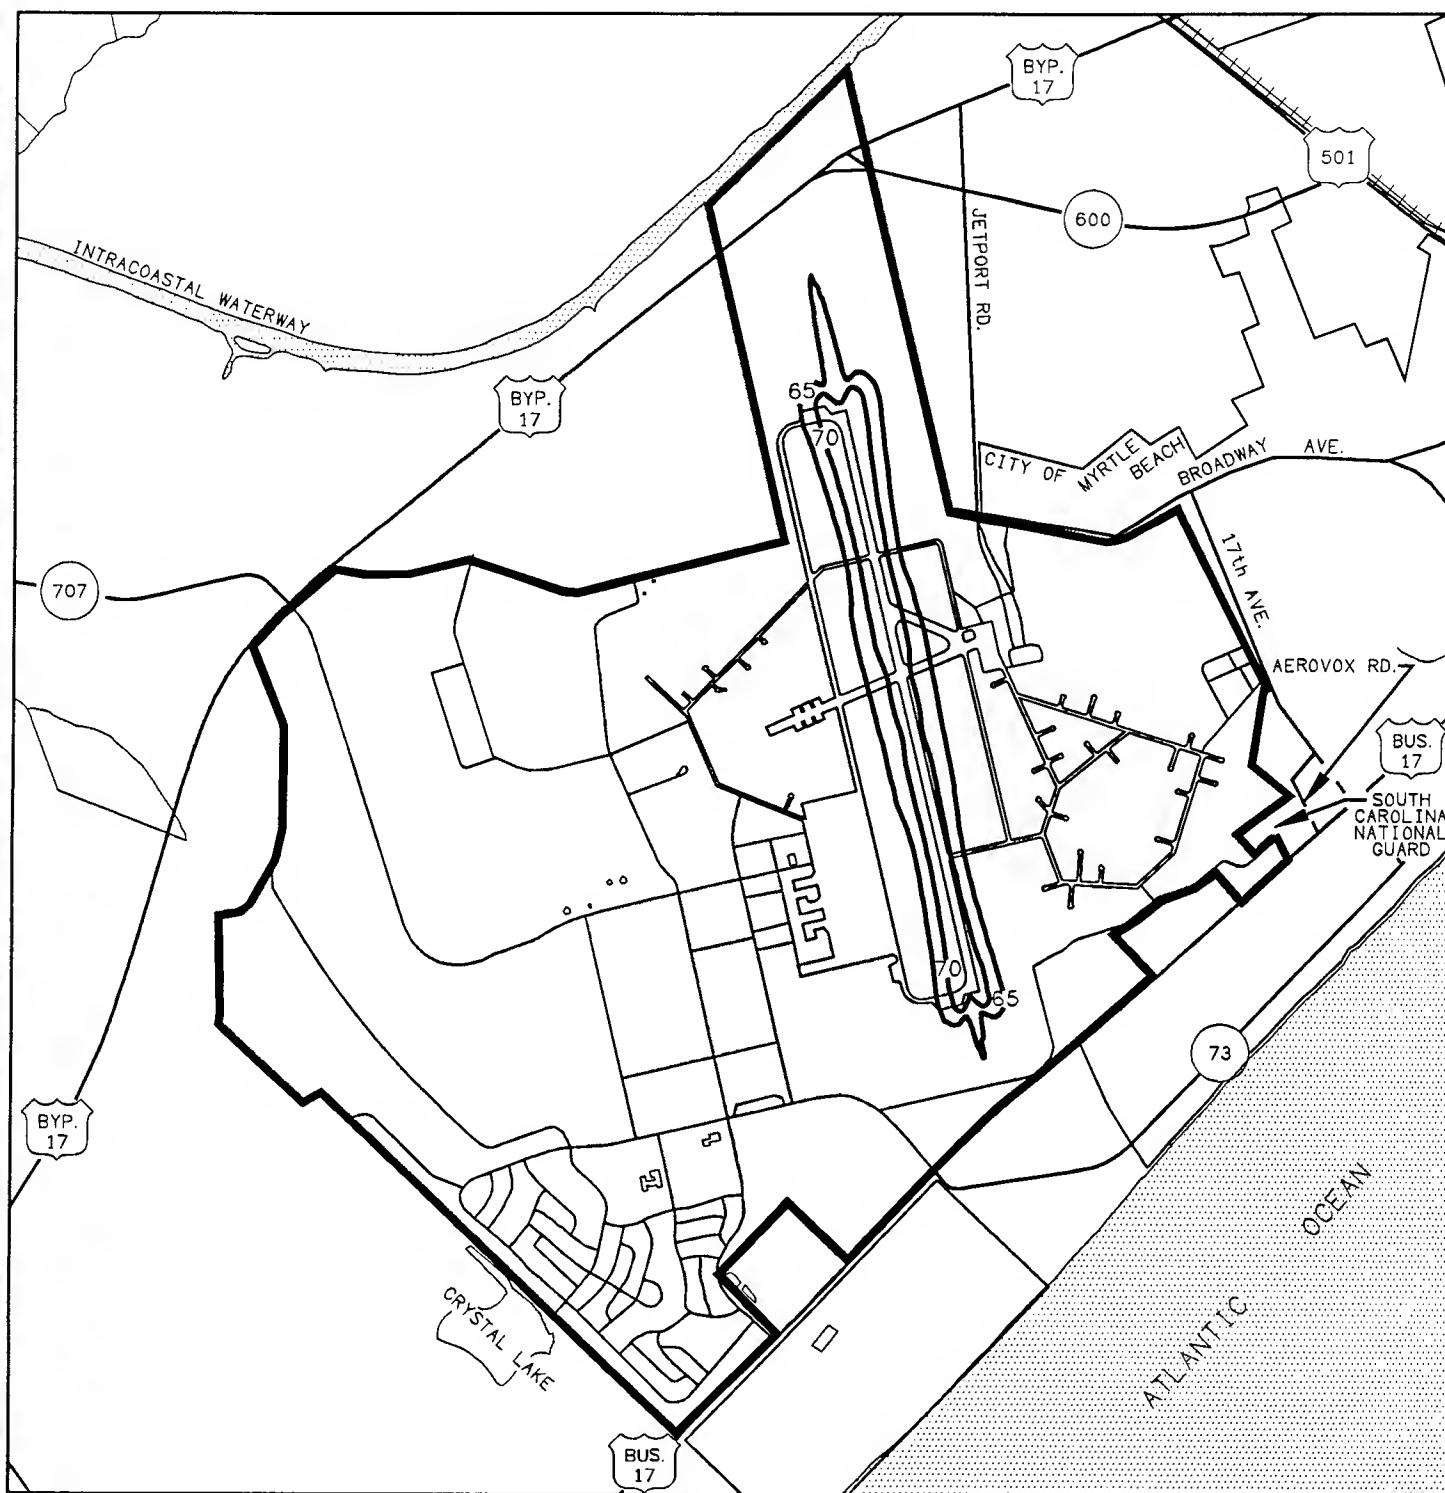 BYP.
17
501
600
JETPORT RD.
INTRACOASTAL WATERWAY
BYP.
17
65
70
CITY OF
MYRTLE
BEACH
BROADWAY AVE.
17th AVE.
707
AEROVOX RD.
BUS.
17
SOUTH
CAROLINA
NATIONAL
GUARD
70
65
73
BYP.
17
CRYSTAL LAKE
ATLANTIC OCEAN
BUS.
17